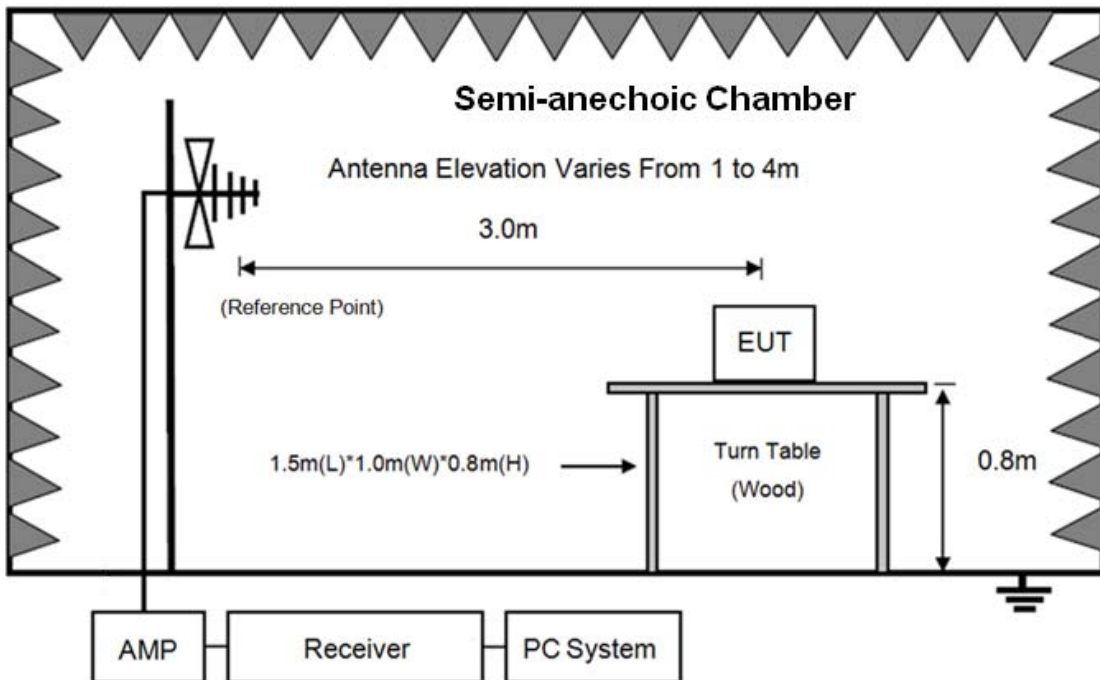 Semi-anechoic Chamber
Antenna Elevation Varies From 1 to 4m
3.0m
(Reference Point)
EUT
1.5m(L)*1.0m(W)*0.8m(H)
Turn Table
(Wood)
0.8m
AMP
Receiver
PC System